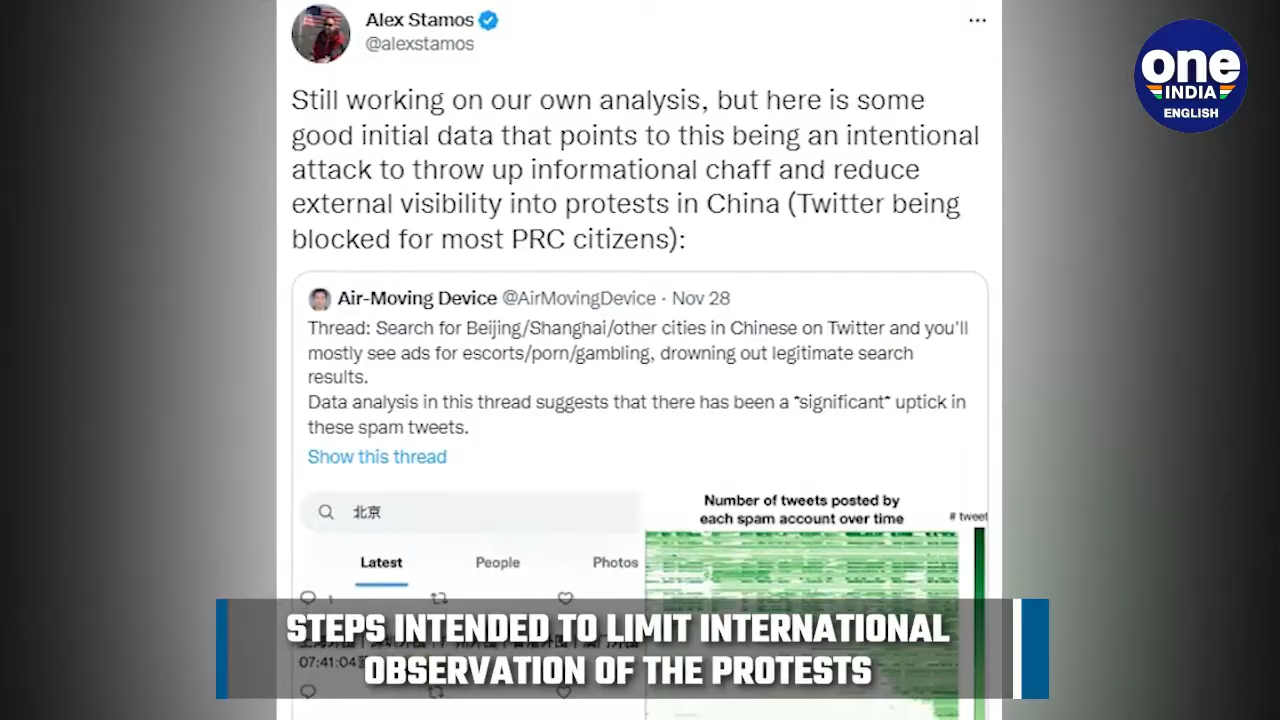 Alex Stamos
@alexstamos
one
INDIA
ENGLISH
Still working on our own analysis, but here is some
good initial data that points to this being an intentional
attack to throw up informational chaff and reduce
external visibility into protests in China (Twitter being
blocked for most PRC citizens):
Air-Moving Device @AirMovingDevice · Nov 28
Thread: Search for Beijing/Shanghai/other cities in Chinese on Twitter and you'll
mostly see ads for escorts/porn/gambling, drowning out legitimate search
results.
Data analysis in this thread suggests that there has been a *significant* uptick in
these spam tweets.
Show this thread
北京
Latest People Photos
Number of tweets posted by
each spam account over time
# tweet
1
07:41:04
STEPS INTENDED TO LIMIT INTERNATIONAL
OBSERVATION OF THE PROTESTS